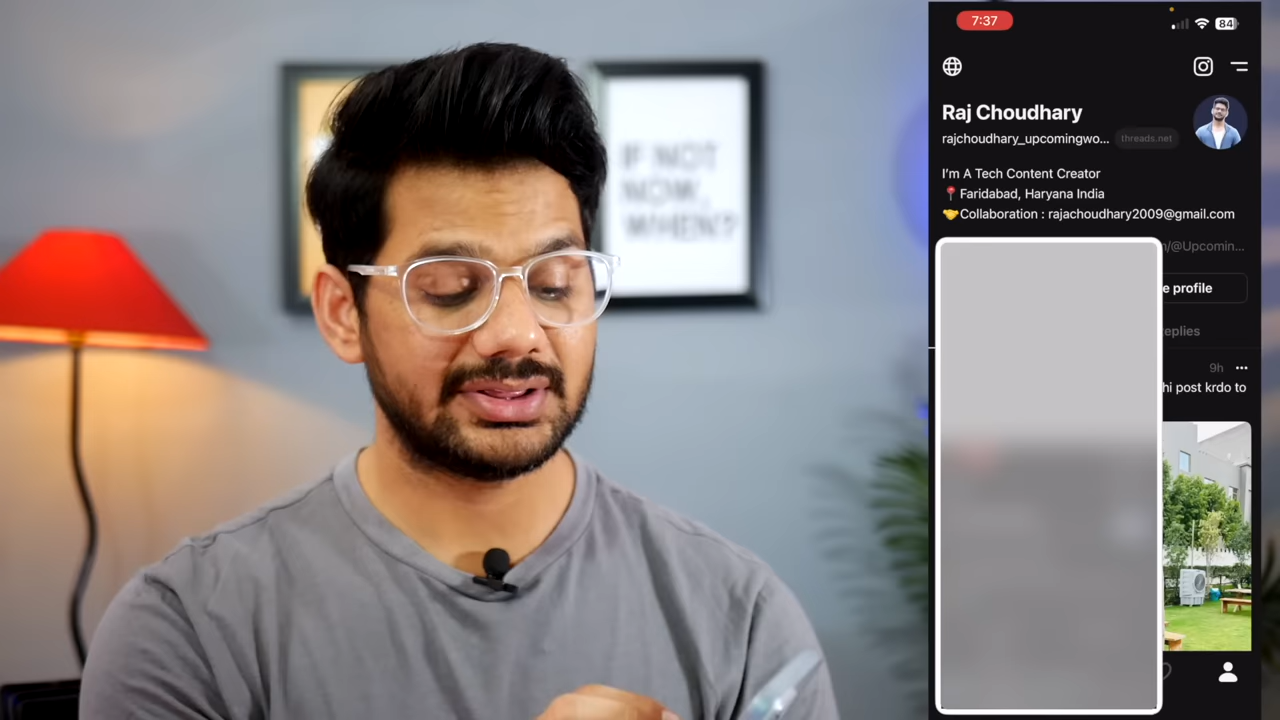 IF NOT
NOW,
WHEN?
7:37
84
Raj Choudhary
rajchoudhary_upcomingwo...
threads.net
I'm A Tech Content Creator
📍Faridabad, Haryana India
🤝Collaboration : rajachoudhary2009@gmail.com
/@Upcomin...
e profile
eplies
9h
hi post krdo to